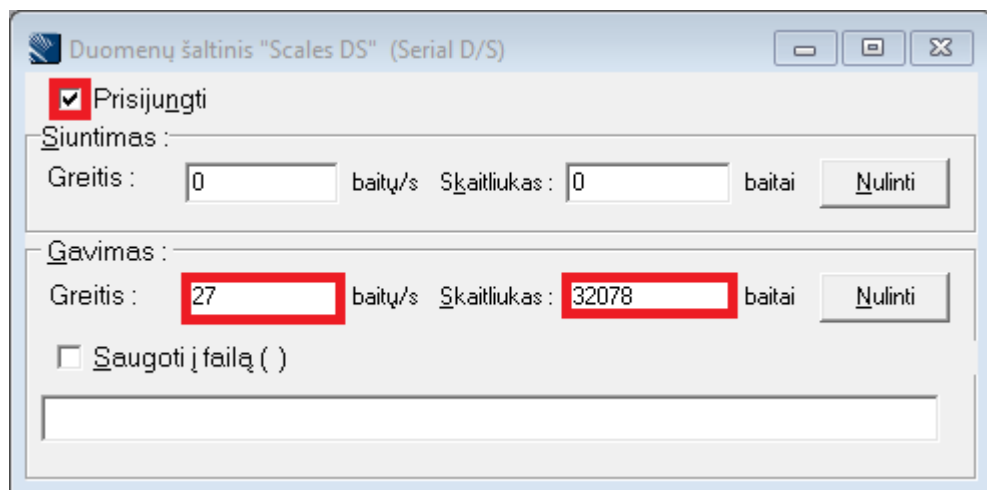 Duomenų šaltinis "Scales DS" (Serial D/S)
Prisijungti
Siuntimas :
Greitis : 0 baitų/s Skaitliukas : 0 baitai Nulinti
Gavimas :
Greitis : 27 baitų/s Skaitliukas : 32078 baitai Nulinti
Saugoti į failą ( )